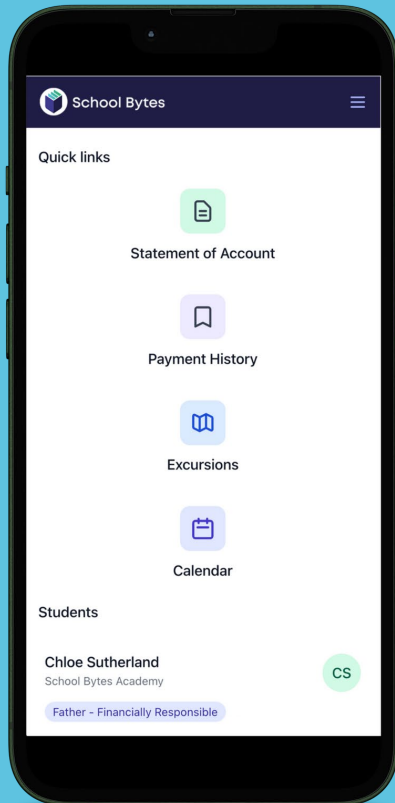 School Bytes
Quick links
Statement of Account
Payment History
Excursions
Calendar
Students
Chloe Sutherland
School Bytes Academy
CS
Father - Financially Responsible